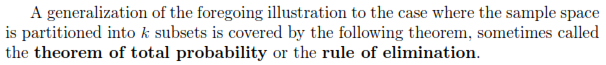 A generalization of the foregoing illustration to the case where the sample space
is partitioned into k subsets is covered by the following theorem, sometimes called
the theorem of total probability or the rule of elimination.